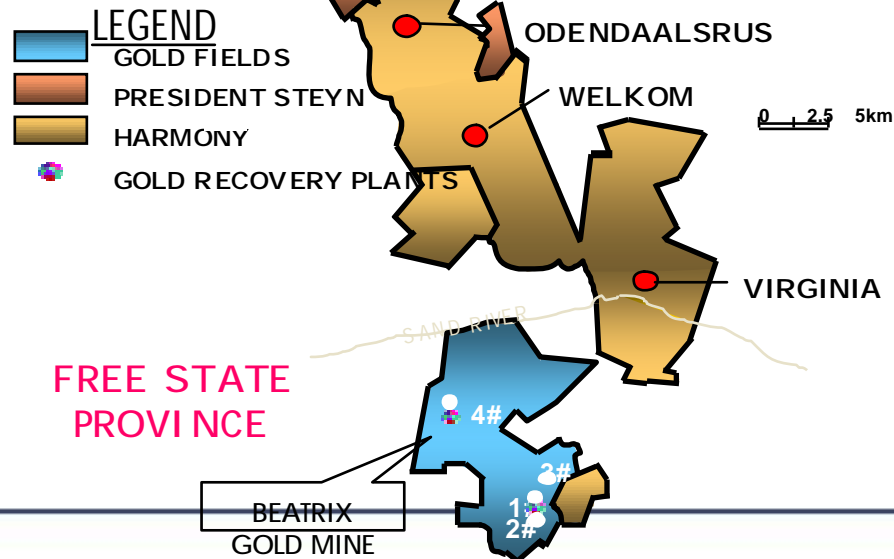 LEGEND
GOLD FIELDS
PRESIDENT STEYN
HARMONY
GOLD RECOVERY PLANTS
ODENDAALSRUS
WELKOM
0 2.5 5km
VIRGINIA
SAND RIVER
FREE STATE
PROVINCE
4#
3#
1#
2#
BEATRIX
GOLD MINE